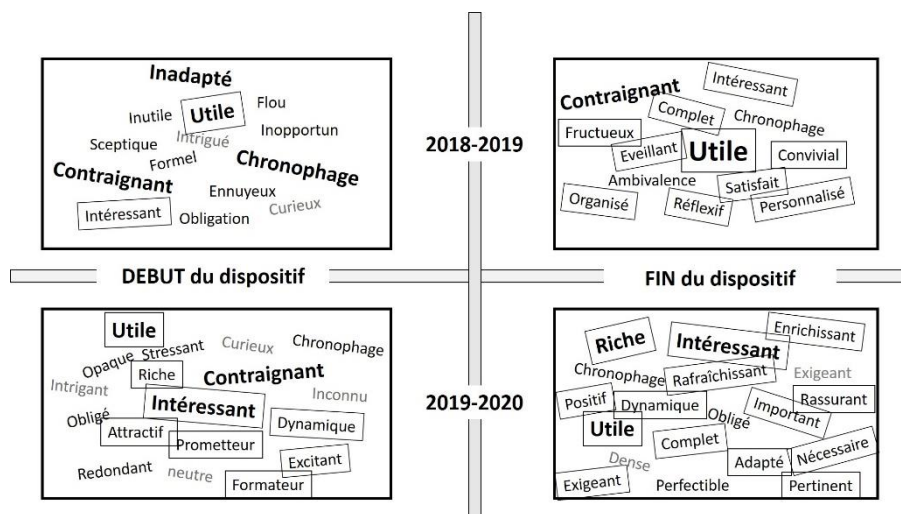 Inadapté
Utile
Flou
Inutile
Intrigué
Inopportun
Sceptique
Formel
Chronophage
Contraignant
Ennuyeux
Intéressant
Obligation
Curieux
2018-2019
Intéressant
Contraignant
Complet
Chronophage
Fructueux
Eveillant
Utile
Convivial
Ambivalence
Satisfait
Organisé
Réflexif
Personnalisé
DEBUT du dispositif
FIN du dispositif
Utile
Curieux
Chronophage
Opaque
Stressant
Riche
Contraignant
Intrigant
Inconnu
Intéressant
Obligé
Dynamique
Attractif
Prometteur
Excitant
Redondant
neutre
Formateur
2019-2020
Enrichissant
Riche
Intéressant
Chronophage
Rafraîchissant
Exigeant
Positif
Dynamique
Rassurant
Obligé
Important
Utile
Complet
Nécessaire
Dense
Adapté
Exigeant
Perfectible
Pertinent